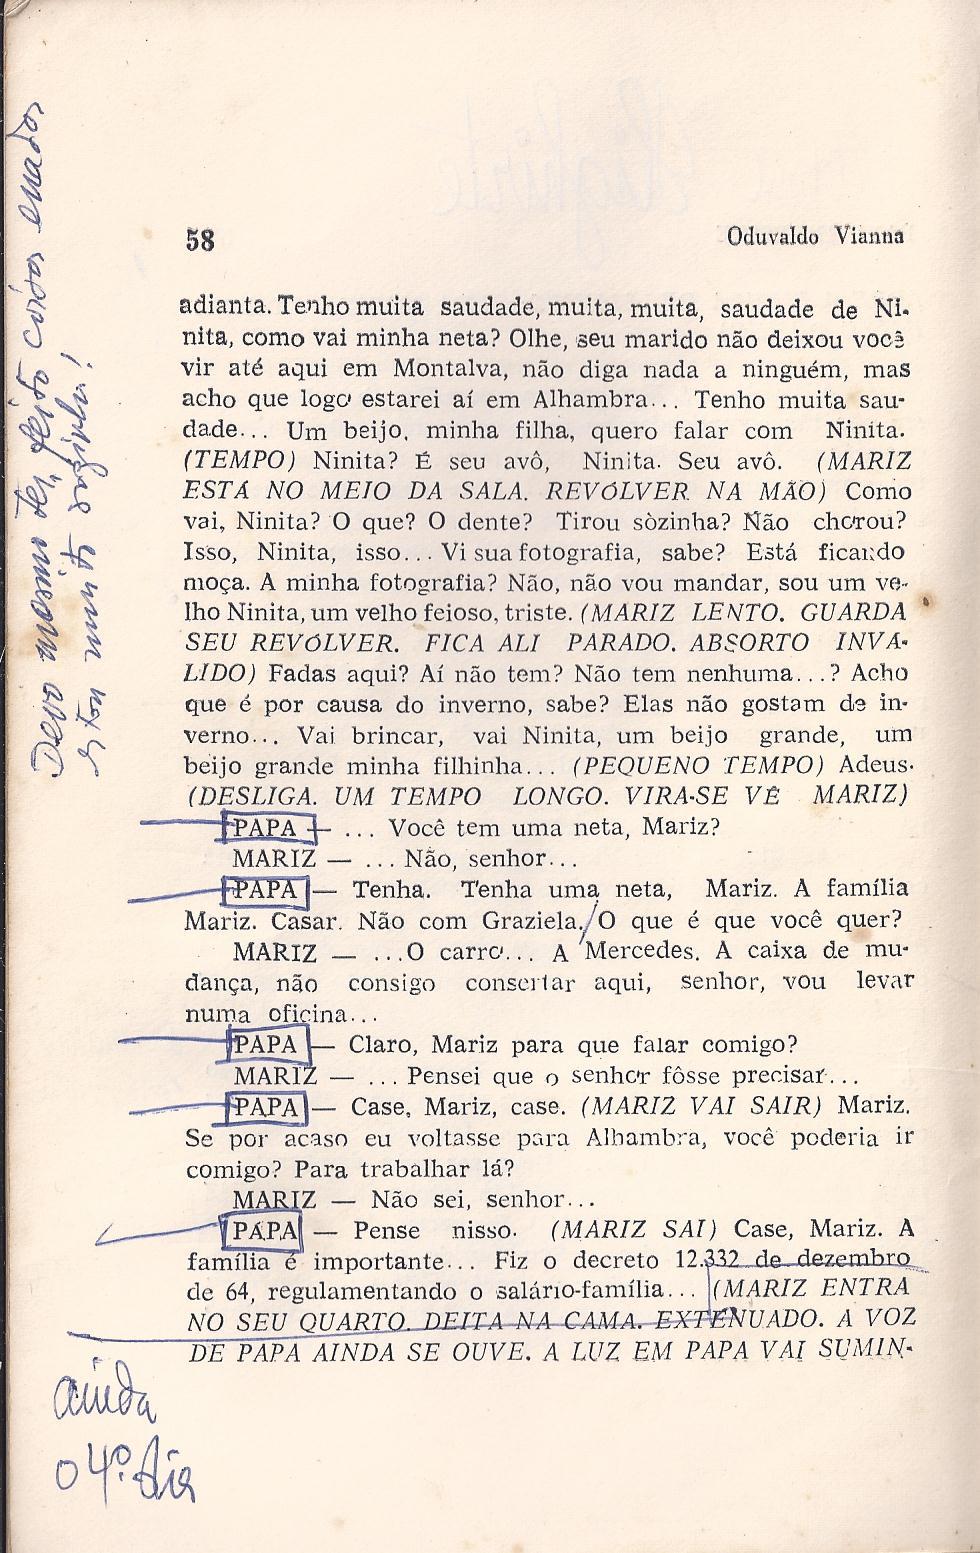 58
Oduvaldo Vianna
adianta. Tenho muita saudade, muita, muita, saudade de Ni-
nita, como vai minha neta? Olhe, seu marido não deixou você
vir até aqui em Montalva, não diga nada a ninguém, mas
acho que logo estarei aí em Alhambra... Tenho muita sau-
dade... Um beijo, minha filha, quero falar com Ninita.
(TEMPO) Ninita? É seu avô, Ninita. Seu avô. (MARIZ
ESTÁ NO MEIO DA SALA. REVÓLVER NA MÃO) Como
vai, Ninita? O que? O dente? Tirou sòzinha? Não chorou?
Isso, Ninita, isso... Vi sua fotografia, sabe? Está ficando
moça. A minha fotografia? Não, não vou mandar, sou um ve-
lho Ninita, um velho feioso, triste. (MARIZ LENTO. GUARDA
SEU REVÓLVER. FICA ALI PARADO. ABSORTO INVÁ-
LIDO) Fadas aqui? Aí não tem? Não tem nenhuma...? Acho
que é por causa do inverno, sabe? Elas não gostam de in-
verno... Vai brincar, vai Ninita, um beijo grande, um
beijo grande minha filhinha... (PEQUENO TEMPO) Adeus.
(DESLIGA. UM TEMPO LONGO. VIRA-SE VÊ MARIZ)
PAPA — ... Você tem uma neta, Mariz?
MARIZ — ... Não, senhor...
PAPA — Tenha. Tenha uma neta, Mariz. A família
Mariz. Casar. Não com Graziela. O que é que você quer?
MARIZ — ...O carro... A Mercedes. A caixa de mu-
dança, não consigo consertar aqui, senhor, vou levar
numa oficina...
PAPA — Claro, Mariz para que falar comigo?
MARIZ — ... Pensei que o senhor fôsse precisar...
PAPA — Case, Mariz, case. (MARIZ VAI SAIR) Mariz.
Se por acaso eu voltasse para Alhambra, você poderia ir
comigo? Para trabalhar lá?
MARIZ — Não sei, senhor...
PAPA — Pense nisso. (MARIZ SAI) Case, Mariz. A
família é importante... Fiz o decreto 12.332 de dezembro
de 64, regulamentando o salário-família... (MARIZ ENTRA
NO SEU QUARTO. DEITA NA CAMA. EXTENUADO. A VOZ
DE PAPA AINDA SE OUVE. A LUZ EM PAPA VAI SUMIN-
ainda
o 4º. dia
Devo mesmo ter feito coisas erradas
estou num